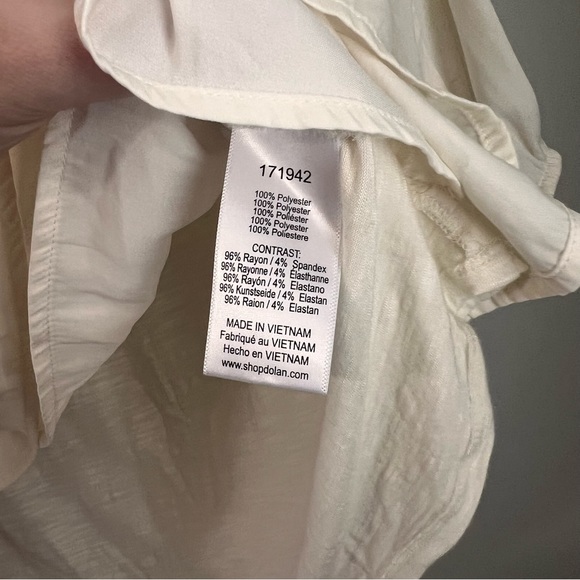 171942
100% Polyester
100% Polyester
100% Poliéster
100% Polyester
100% Poliestere
CONTRAST:
96% Rayon / 4% Spandex
96% Rayonne / 4% Élasthanne
96% Rayón / 4% Elastano
96% Kunstseide / 4% Elastan
96% Raion / 4% Elastan
MADE IN VIETNAM
Fabriqué au VIETNAM
Hecho en VIETNAM
www.shopdolan.com